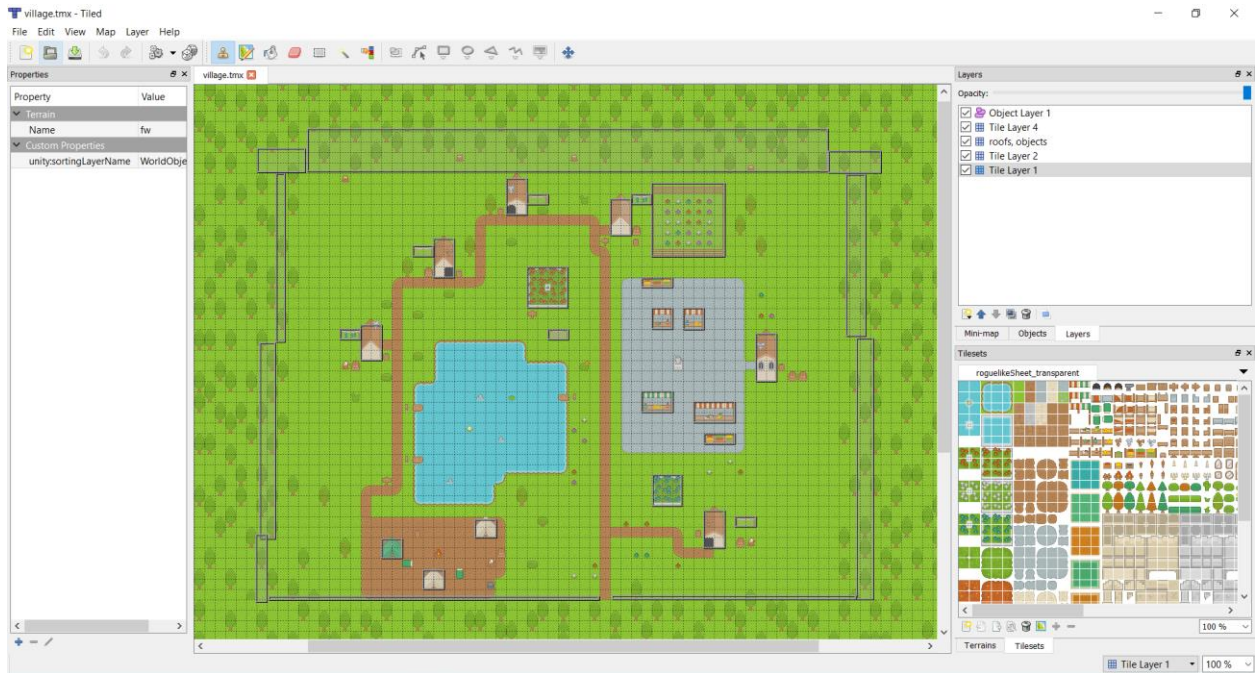 village.tmx - Tiled
File Edit View Map Layer Help
Properties
village.tmx
Layers
Property Value
Terrain
Name fw
Custom Properties
unity:sortingLayerName WorldObje
Opacity:
Object Layer 1
Tile Layer 4
roofs, objects
Tile Layer 2
Tile Layer 1
Mini-map Objects Layers
Tilesets
roguelikeSheet_transparent
100 %
Terrains Tilesets
Tile Layer 1 100 %